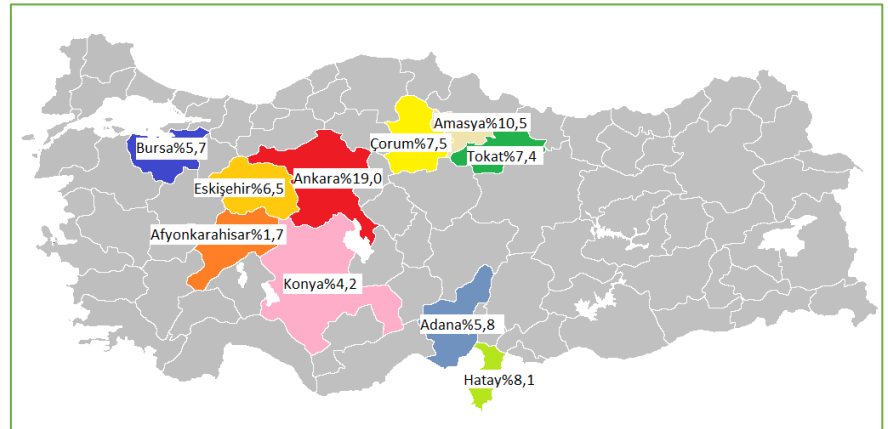 Amasya%10,5
Bursa%5,7
Çorum%7,5
Tokat%7,4
Eskişehir%6,5
Ankara%19,0
Afyonkarahisar%1,7
Konya%4,2
Adana%5,8
Hatay%8,1